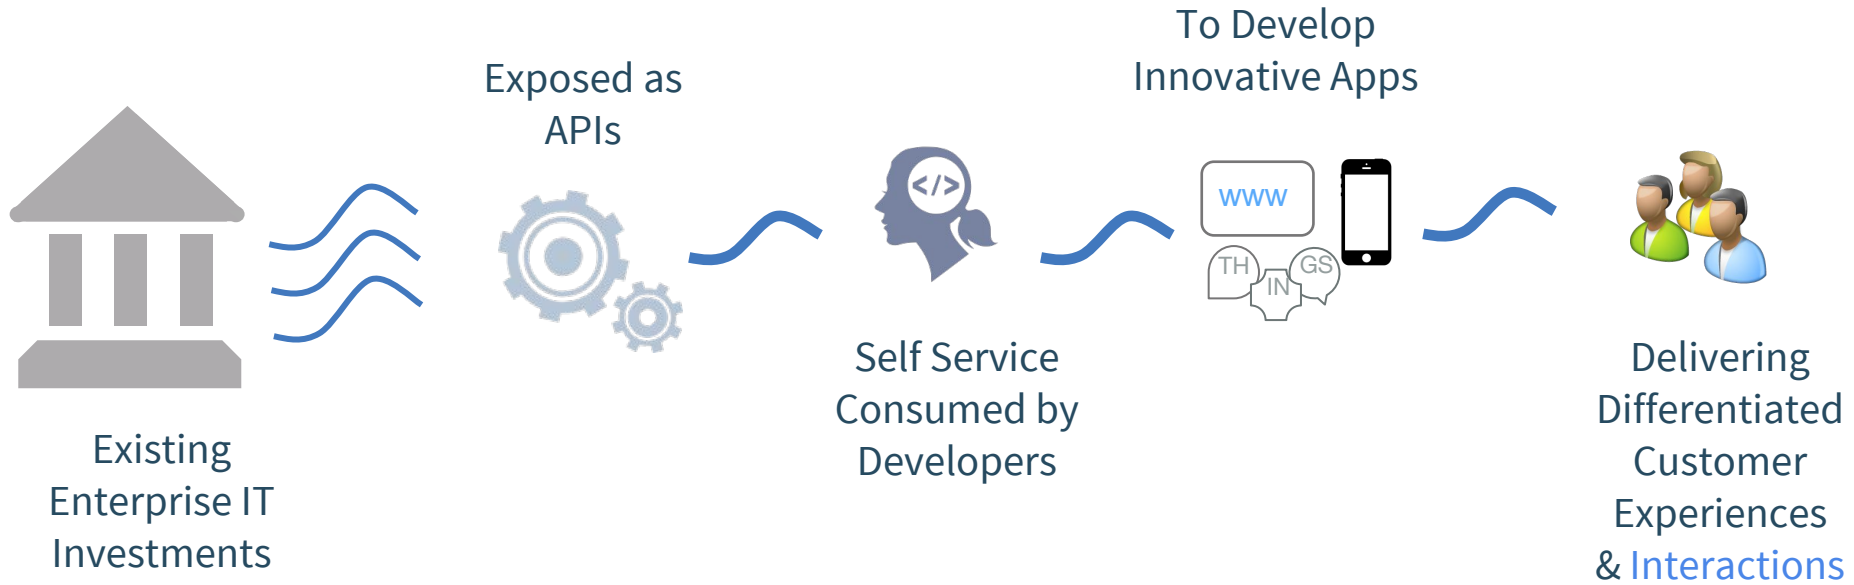 Existing
Enterprise IT
Investments
Exposed as
APIs
</>
Self Service
Consumed by
Developers
To Develop
Innovative Apps
www
TH
IN
GS
Delivering
Differentiated
Customer
Experiences
& Interactions